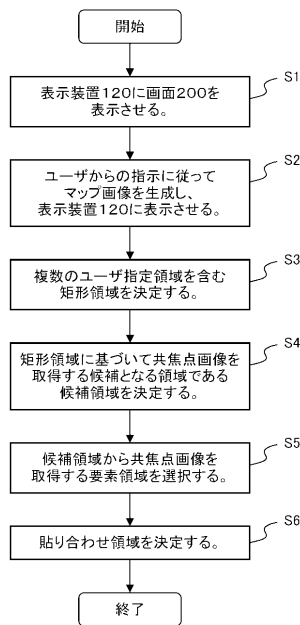 開始
S1
表示装置120に画面200を
表示させる。
S2
ユーザからの指示に従って
マップ画像を生成し、
表示装置120に表示させる。
S3
複数のユーザ指定領域を含む
矩形領域を決定する。
S4
矩形領域に基づいて共焦点画像を
取得する候補となる領域である
候補領域を決定する。
S5
候補領域から共焦点画像を
取得する要素領域を選択する。
S6
貼り合わせ領域を決定する。
終了